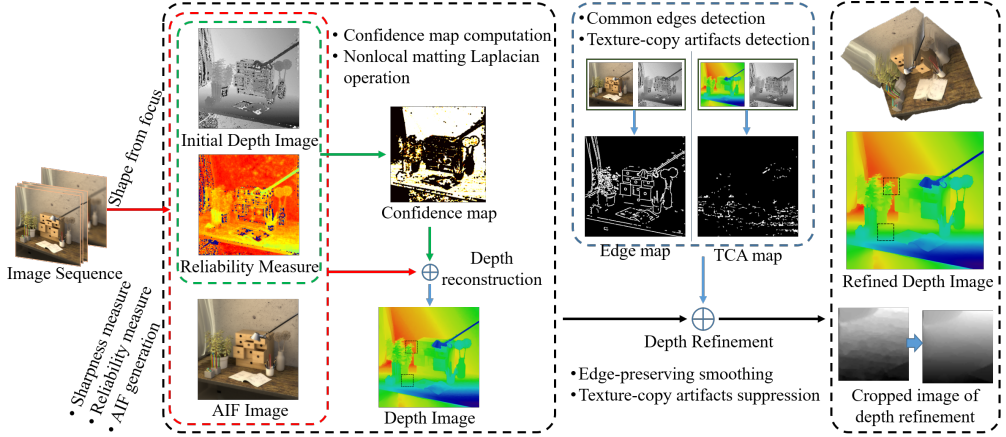 Image Sequence
Shape from focus
• Sharpness measure
• Reliability measure
• AIF generation
Initial Depth Image
Reliability Measure
AIF Image
• Confidence map computation
• Nonlocal matting Laplacian
operation
Confidence map
Depth
reconstruction
Depth Image
• Common edges detection
• Texture-copy artifacts detection
Edge map
TCA map
Depth Refinement
• Edge-preserving smoothing
• Texture-copy artifacts suppression
Refined Depth Image
Cropped image of
depth refinement